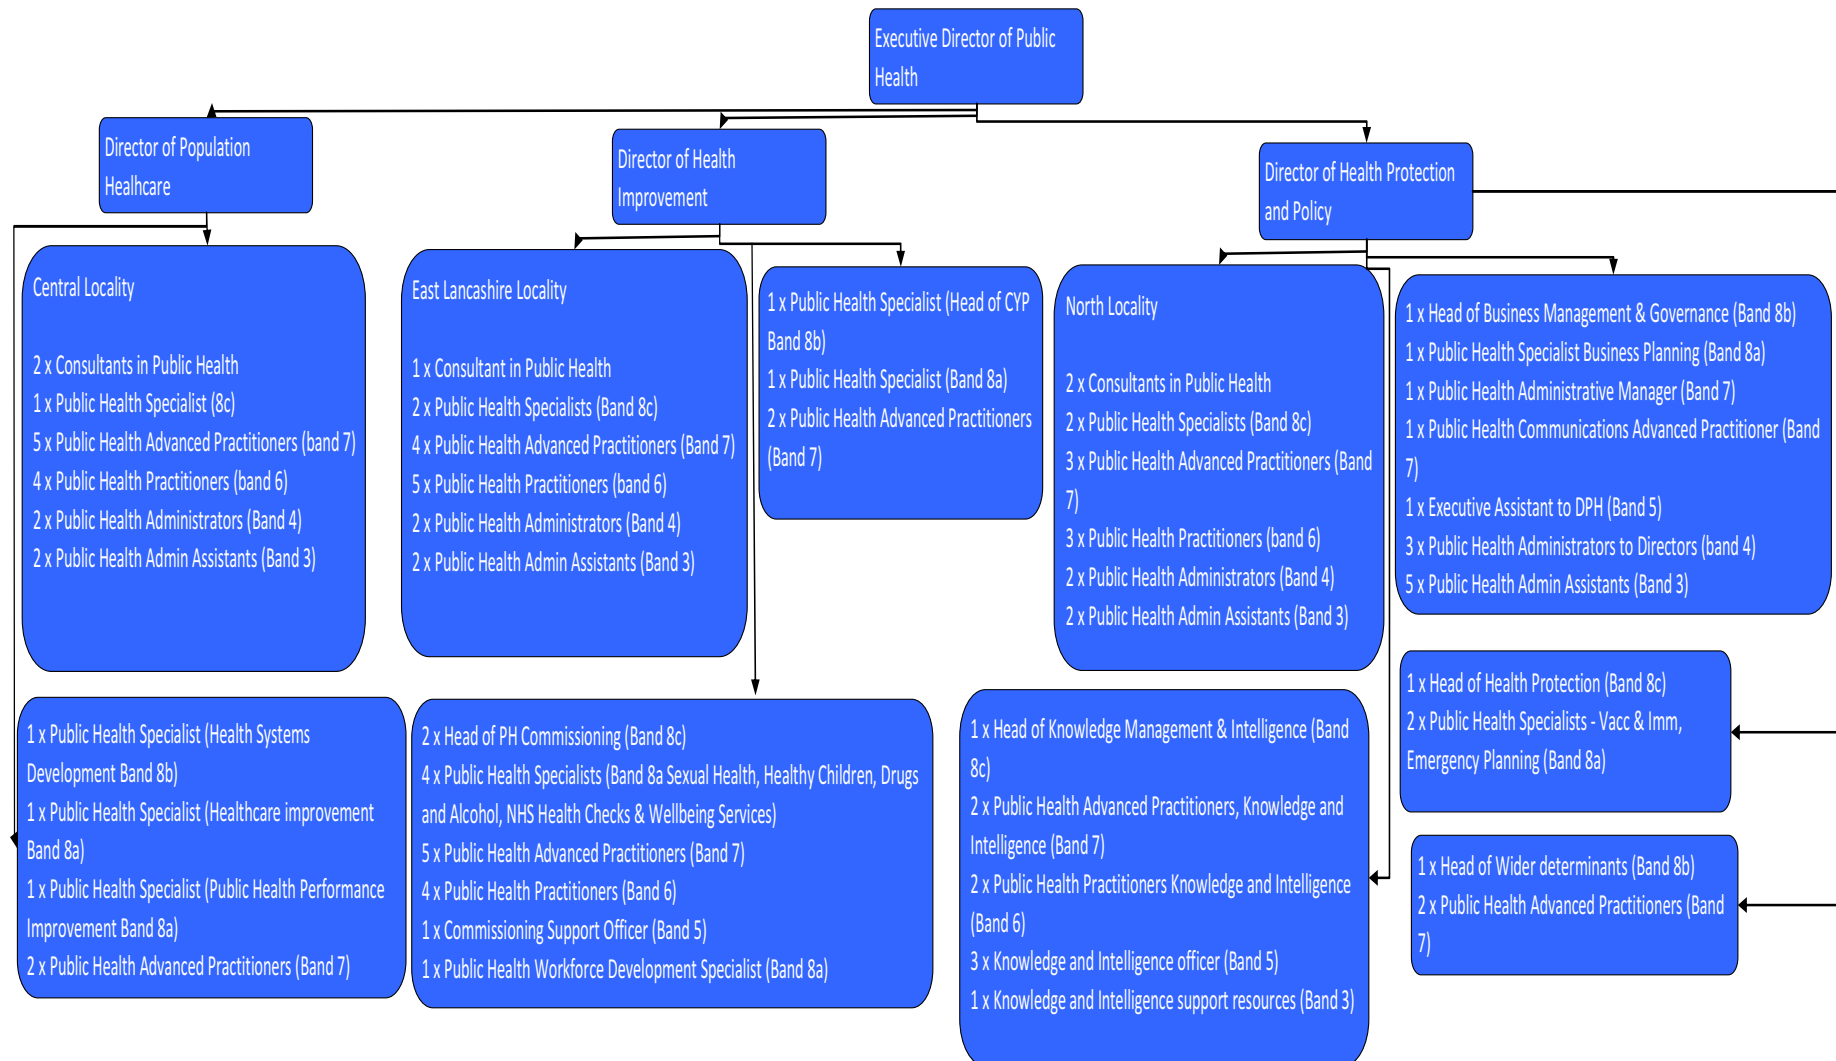 Executive Director of Public
Health
Director of Population
Healhcare
Director of Health
Improvement
Director of Health Protection
and Policy
Central Locality
2 x Consultants in Public Health
1 x Public Health Specialist (8c)
5 x Public Health Advanced Practitioners (band 7)
4 x Public Health Practitioners (band 6)
2 x Public Health Administrators (Band 4)
2 x Public Health Admin Assistants (Band 3)
East Lancashire Locality
1 x Consultant in Public Health
2 x Public Health Specialists (Band 8c)
4 x Public Health Advanced Practitioners (Band 7)
5 x Public Health Practitioners (band 6)
2 x Public Health Administrators (Band 4)
2 x Public Health Admin Assistants (Band 3)
1 x Public Health Specialist (Head of CYP
Band 8b)
1 x Public Health Specialist (Band 8a)
2 x Public Health Advanced Practitioners
(Band 7)
North Locality
2 x Consultants in Public Health
2 x Public Health Specialists (Band 8c)
3 x Public Health Advanced Practitioners (Band
7)
3 x Public Health Practitioners (band 6)
2 x Public Health Administrators (Band 4)
2 x Public Health Admin Assistants (Band 3)
1 x Head of Business Management & Governance (Band 8b)
1 x Public Health Specialist Business Planning (Band 8a)
1 x Public Health Administrative Manager (Band 7)
1 x Public Health Communications Advanced Practitioner (Band
7)
1 x Executive Assistant to DPH (Band 5)
3 x Public Health Administrators to Directors (band 4)
5 x Public Health Admin Assistants (Band 3)
1 x Public Health Specialist (Health Systems
Development Band 8b)
1 x Public Health Specialist (Healthcare improvement
Band 8a)
1 x Public Health Specialist (Public Health Performance
Improvement Band 8a)
2 x Public Health Advanced Practitioners (Band 7)
2 x Head of PH Commissioning (Band 8c)
4 x Public Health Specialists (Band 8a Sexual Health, Healthy Children, Drugs
and Alcohol, NHS Health Checks & Wellbeing Services)
5 x Public Health Advanced Practitioners (Band 7)
4 x Public Health Practitioners (Band 6)
1 x Commissioning Support Officer (Band 5)
1 x Public Health Workforce Development Specialist (Band 8a)
1 x Head of Knowledge Management & Intelligence (Band
8c)
2 x Public Health Advanced Practitioners, Knowledge and
Intelligence (Band 7)
2 x Public Health Practitioners Knowledge and Intelligence
(Band 6)
3 x Knowledge and Intelligence officer (Band 5)
1 x Knowledge and Intelligence support resources (Band 3)
1 x Head of Health Protection (Band 8c)
2 x Public Health Specialists - Vacc & Imm,
Emergency Planning (Band 8a)
1 x Head of Wider determinants (Band 8b)
2 x Public Health Advanced Practitioners (Band
7)